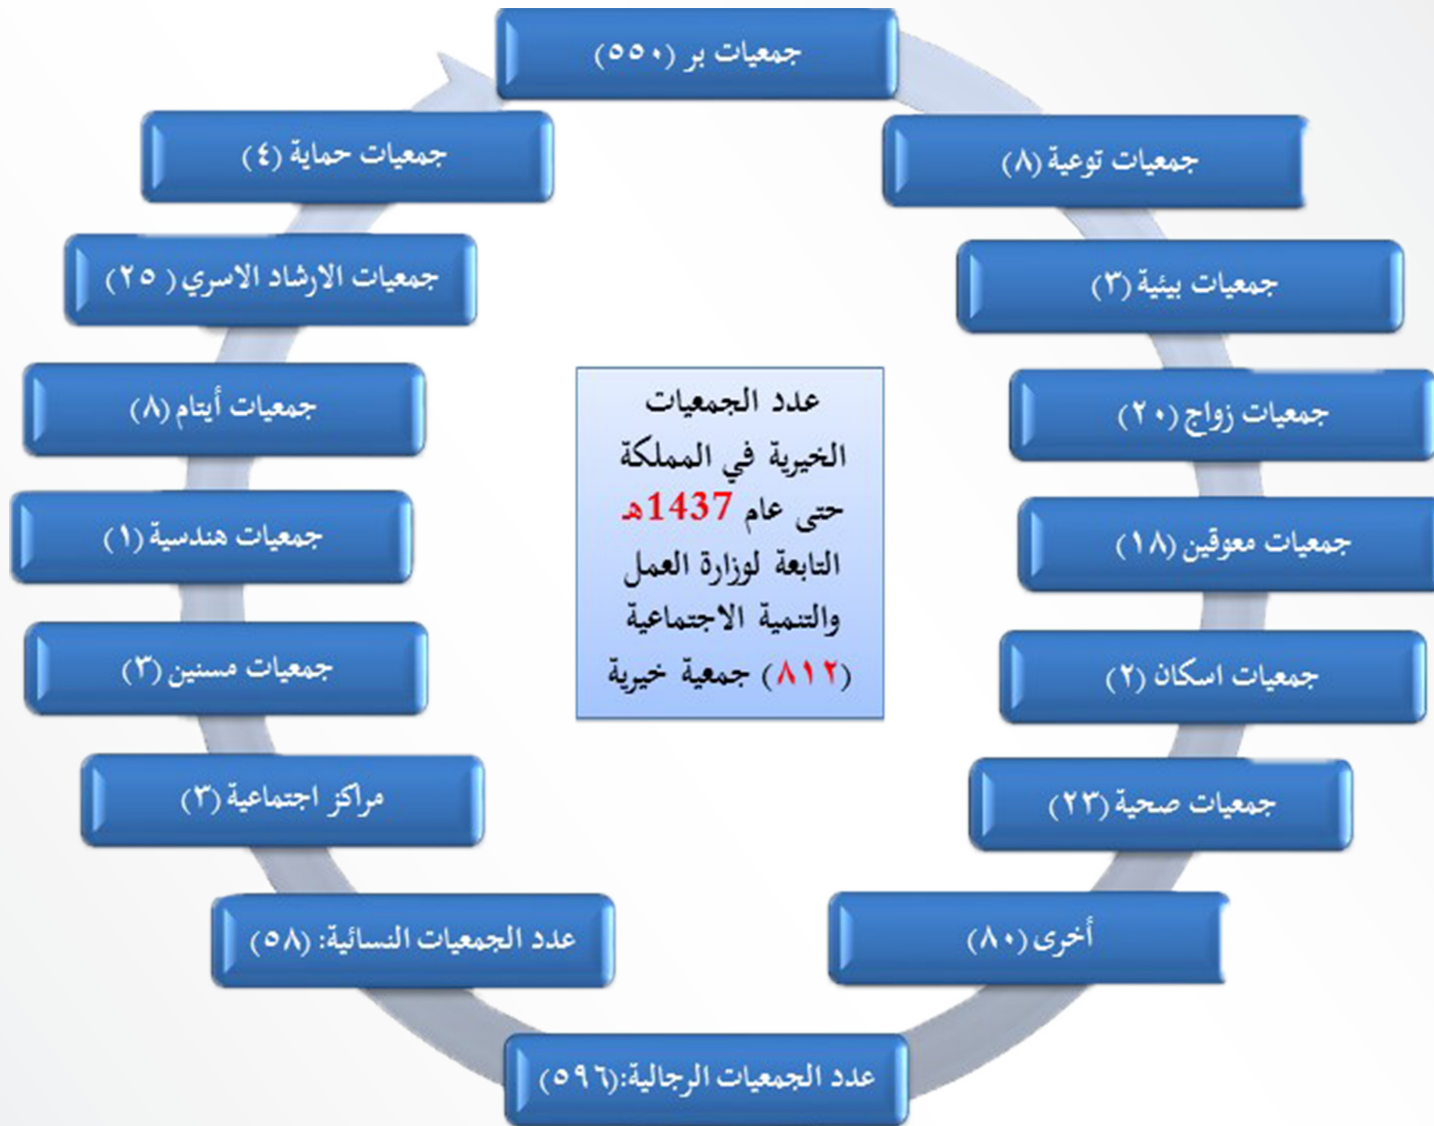 جمعيات بر (٥٥٠)
جمعيات توعية (٨)
جمعيات بيئية (٣)
جمعيات زواج (٢٠)
جمعيات معوقين (١٨)
جمعيات اسكان (٢)
جمعيات صحية (٢٣)
أخرى (٨٠)
عدد الجمعيات الرجالية:(٥٩٦)
عدد الجمعيات النسائية: (٥٨)
مراكز اجتماعية (٣)
جمعيات مسنين (٣)
جمعيات هندسية (١)
جمعيات أيتام (٨)
جمعيات الارشاد الاسري ( ٢٥)
جمعيات حماية (٤)
عدد الجمعيات
الخيرية في المملكة
حتى عام 1437هـ
التابعة لوزارة العمل
والتنمية الاجتماعية
(٨١٢) جمعية خيرية